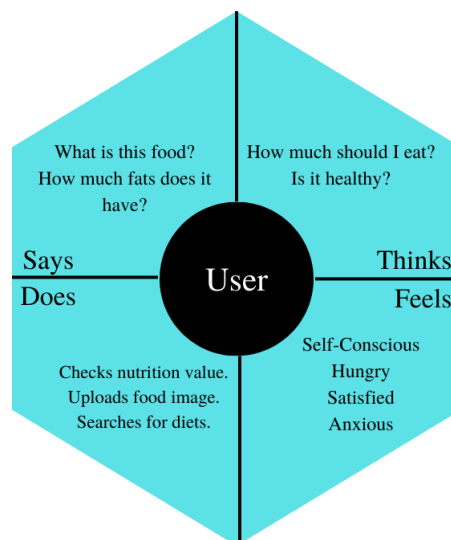 What is this food?
How much fats does it
have?
How much should I eat?
Is it healthy?
Says
Thinks
User
Does
Feels
Checks nutrition value.
Uploads food image.
Searches for diets.
Self-Conscious
Hungry
Satisfied
Anxious